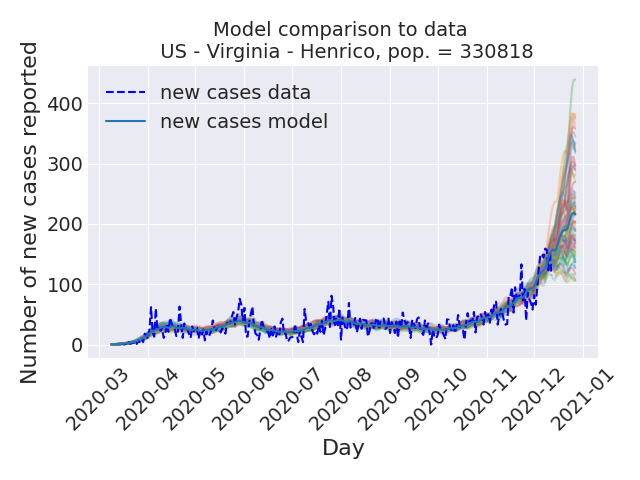 Model comparison to data
US - Virginia - Henrico, pop. = 330818
Number of new cases reported
400
300
200
100
0
new cases data
new cases model
2020-03
2020-04
2020-05
2020-06
2020-07
2020-08
2020-09
2020-10
2020-11
2020-12
2021-01
Day